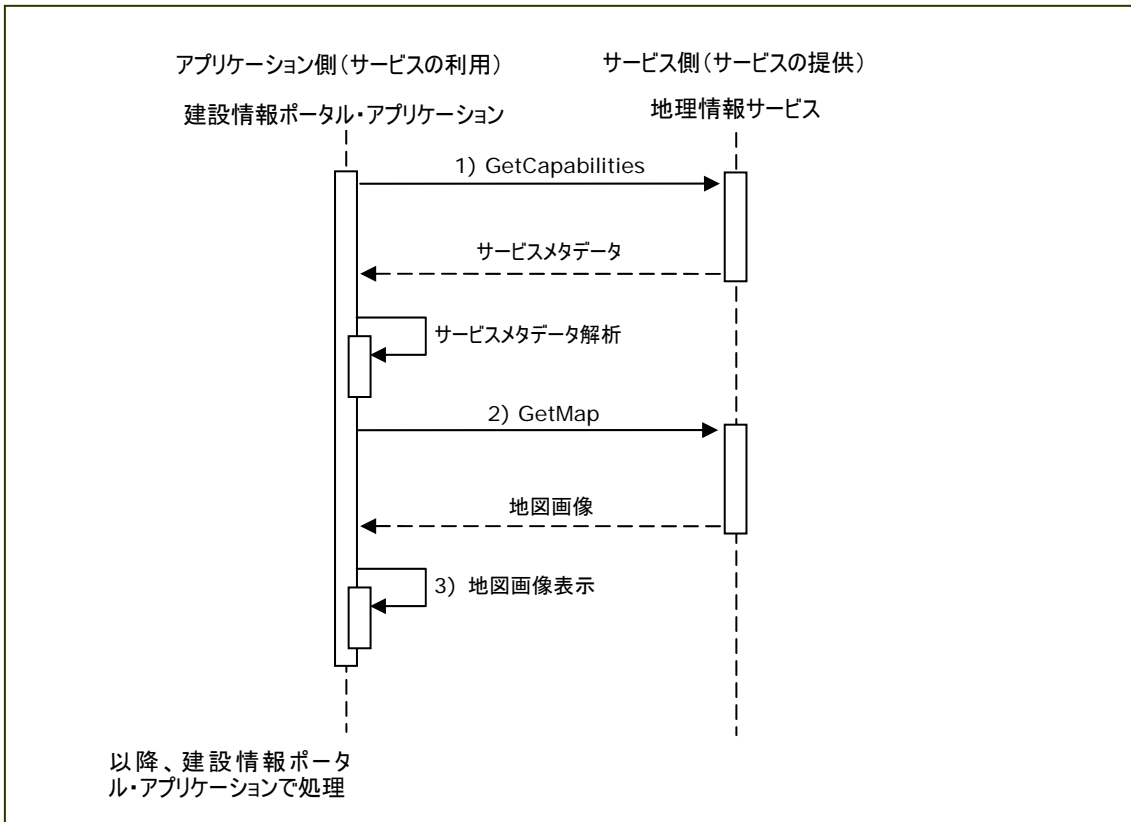 アプリケーション側(サービスの利用)
サービス側(サービスの提供)
建設情報ポータル・アプリケーション
地理情報サービス
1) GetCapabilities
サービスメタデータ
サービスメタデータ解析
2) GetMap
地図画像
3) 地図画像表示
以降、建設情報ポータ
ル・アプリケーションで処理